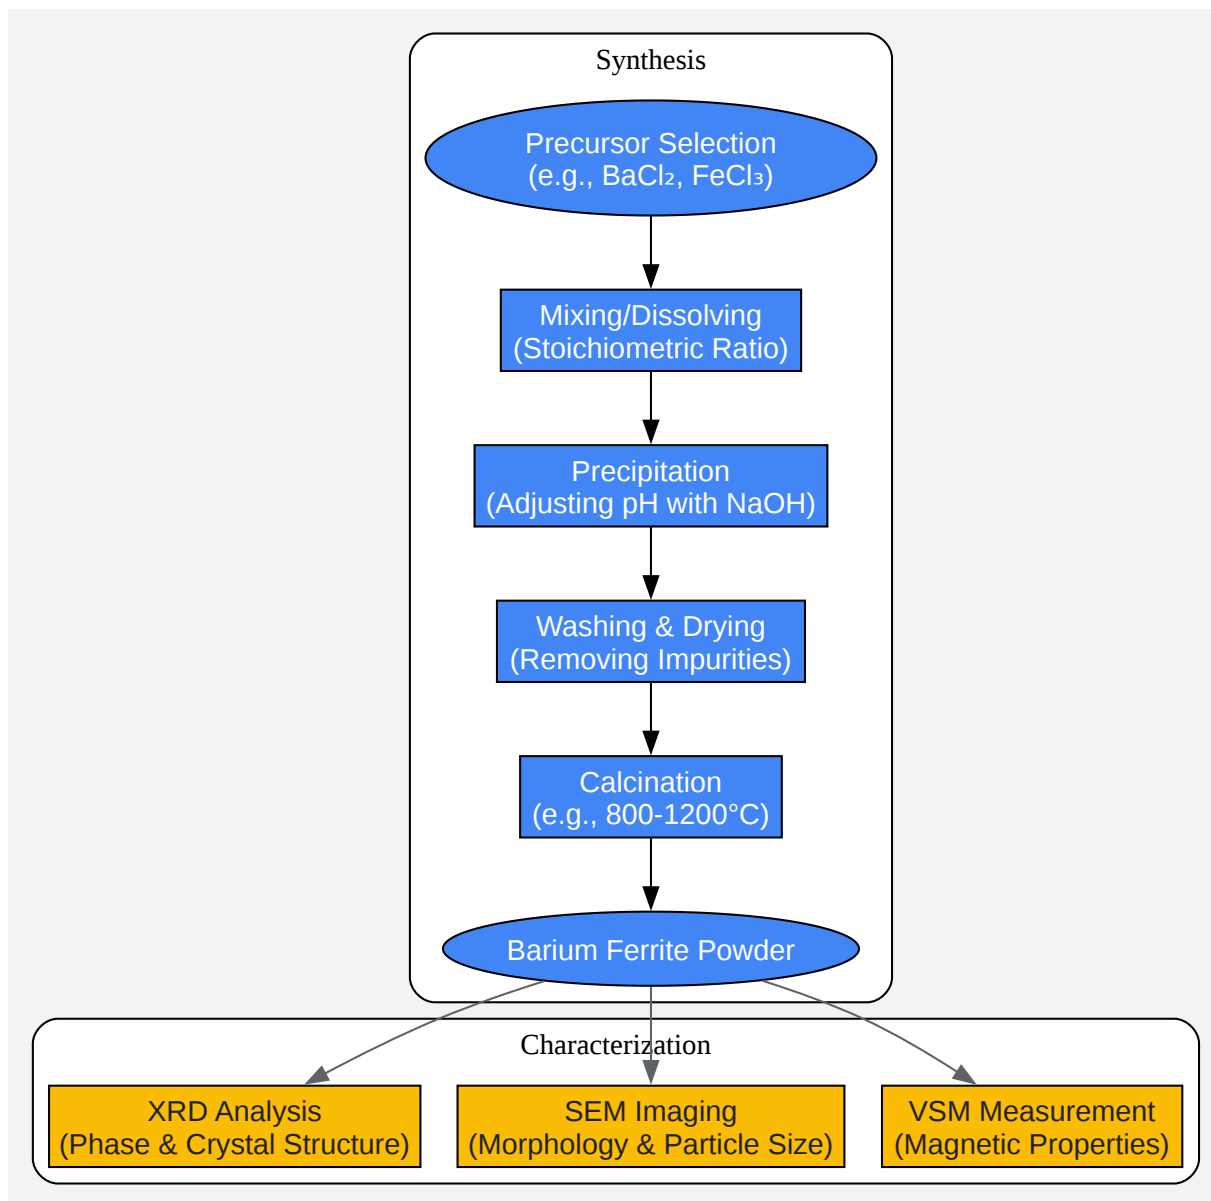 Synthesis
Precursor Selection
(e.g., BaCl₂, FeCl₃)
Mixing/Dissolving
(Stoichiometric Ratio)
Precipitation
(Adjusting pH with NaOH)
Washing & Drying
(Removing Impurities)
Calcination
(e.g., 800-1200°C)
Barium Ferrite Powder
Characterization
XRD Analysis
(Phase & Crystal Structure)
SEM Imaging
(Morphology & Particle Size)
VSM Measurement
(Magnetic Properties)